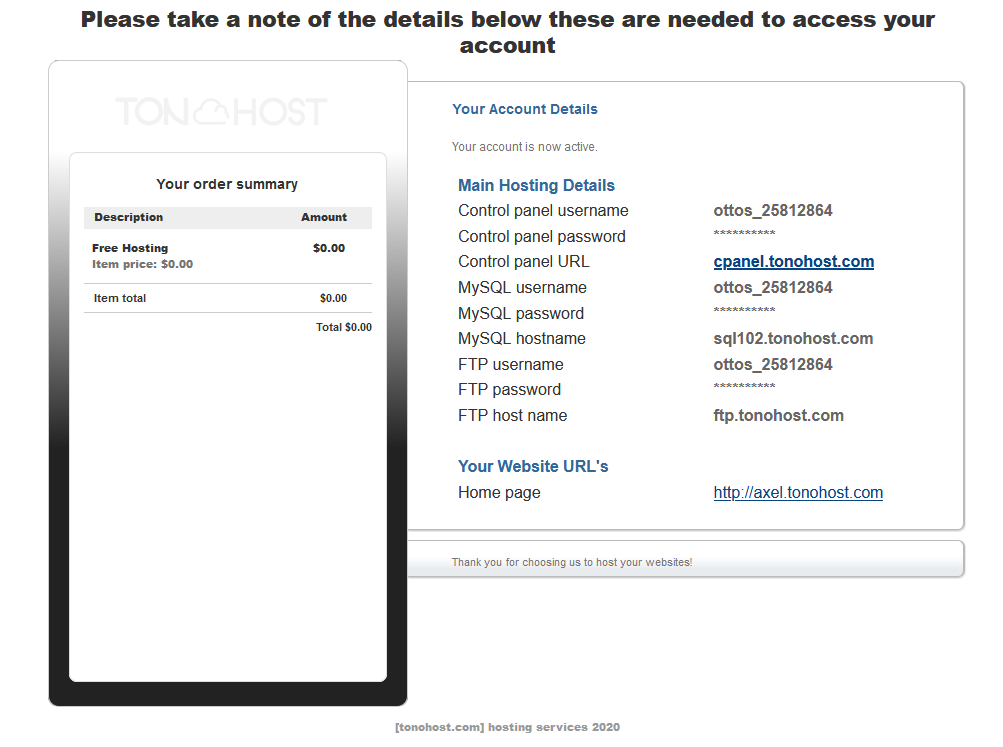 Please take a note of the details below these are needed to access your
account
TONOHOST
Your order summary
Description Amount
Free Hosting $0.00
Item price: $0.00
Item total $0.00
Total $0.00
Your Account Details
Your account is now active.
Main Hosting Details
Control panel username ottos_25812864
Control panel password **********
Control panel URL cpanel.tonohost.com
MySQL username ottos_25812864
MySQL password **********
MySQL hostname sql102.tonohost.com
FTP username ottos_25812864
FTP password **********
FTP host name ftp.tonohost.com
Your Website URL's
Home page http://axel.tonohost.com
Thank you for choosing us to host your websites!
[tonohost.com] hosting services 2020